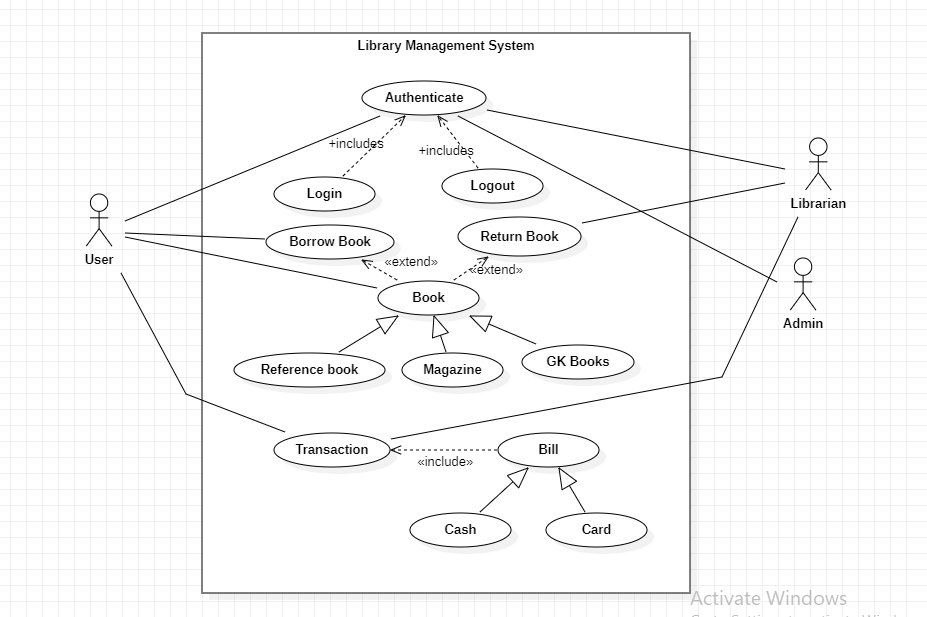 Library Management System
Authenticate
+includes
+includes
Login
Logout
Librarian
User
Borrow Book
Return Book
«extend»
«extend»
Book
Admin
Reference book
Magazine
GK Books
Transaction
Bill
«include»
Cash
Card
Activate Windows